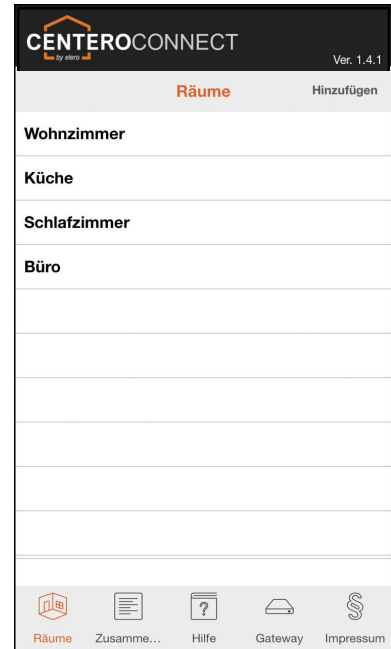 CENTEROCONNECT
by elero
Ver. 1.4.1
Räume
Hinzufügen
Wohnzimmer
Küche
Schlafzimmer
Büro
?
§
Räume
Zusamme...
Hilfe
Gateway
Impressum